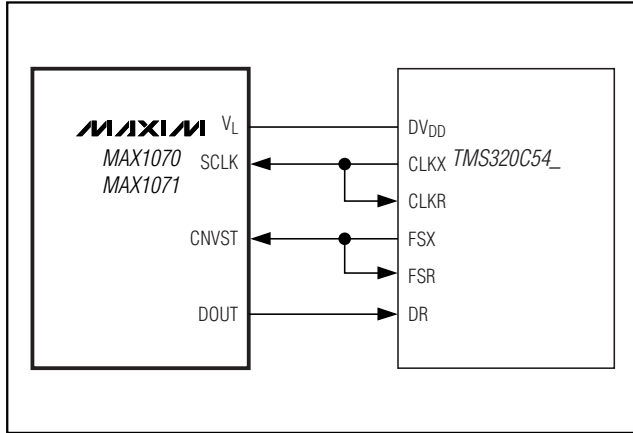 MAXIM
MAX1070
MAX1071
VL
SCLK
CNVST
DOUT
DVDD
CLKX
CLKR
FSX
FSR
DR
TMS320C54_